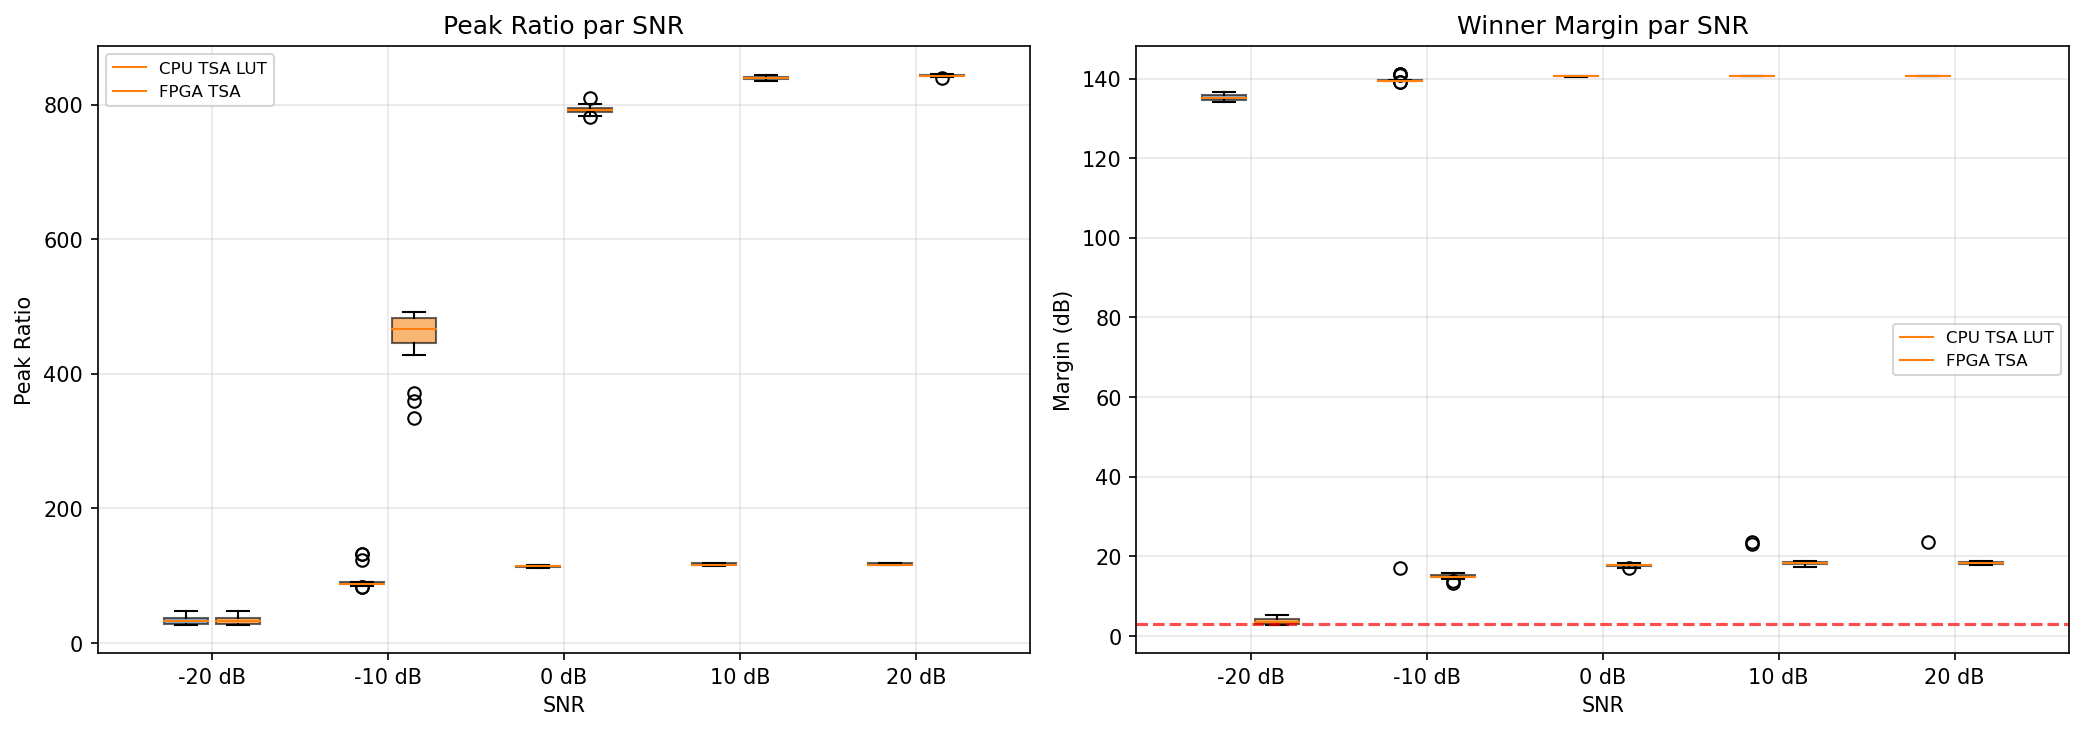 Peak Ratio par SNR
CPU TSA LUT
FPGA TSA
Peak Ratio
800
600
400
200
0
-20 dB
-10 dB
0 dB
10 dB
20 dB
SNR
Winner Margin par SNR
CPU TSA LUT
FPGA TSA
Margin (dB)
140
120
100
80
60
40
20
0
-20 dB
-10 dB
0 dB
10 dB
20 dB
SNR